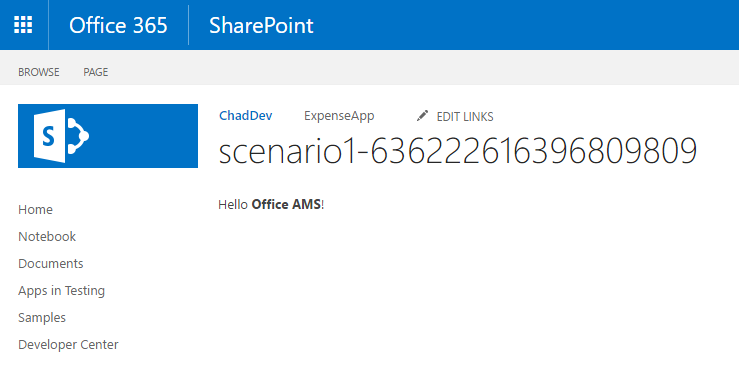 Office 365 SharePoint
BROWSE PAGE
S
ChadDev ExpenseApp EDIT LINKS
scenario1-636222616396809809
Hello Office AMS!
Home
Notebook
Documents
Apps in Testing
Samples
Developer Center